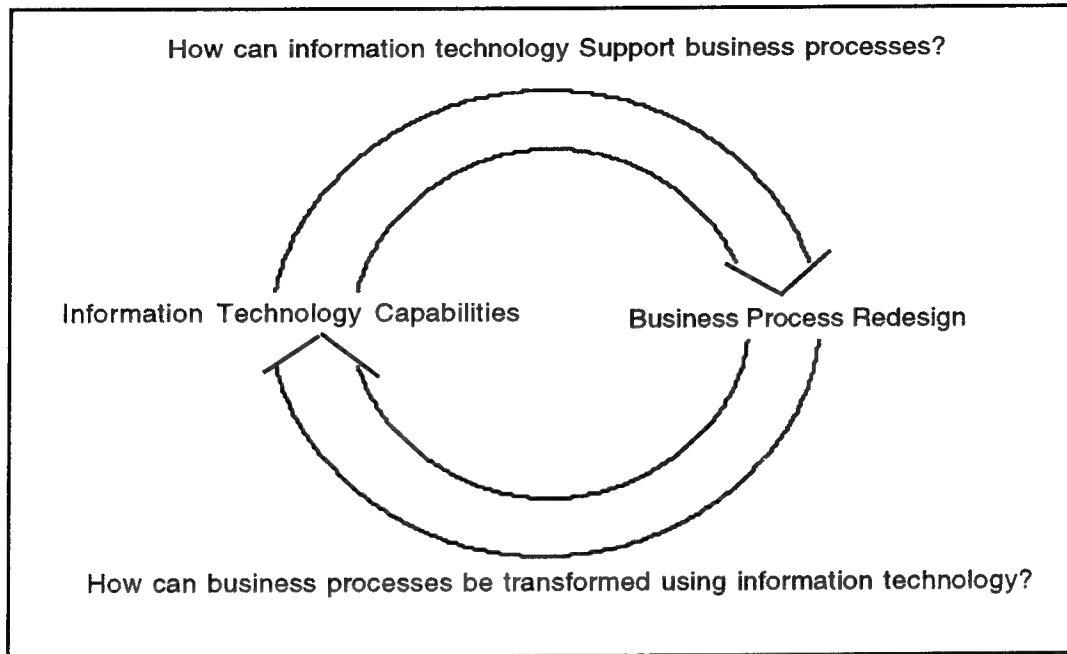 How can information technology Support business processes?
Information Technology Capabilities
Business Process Redesign
How can business processes be transformed using information technology?